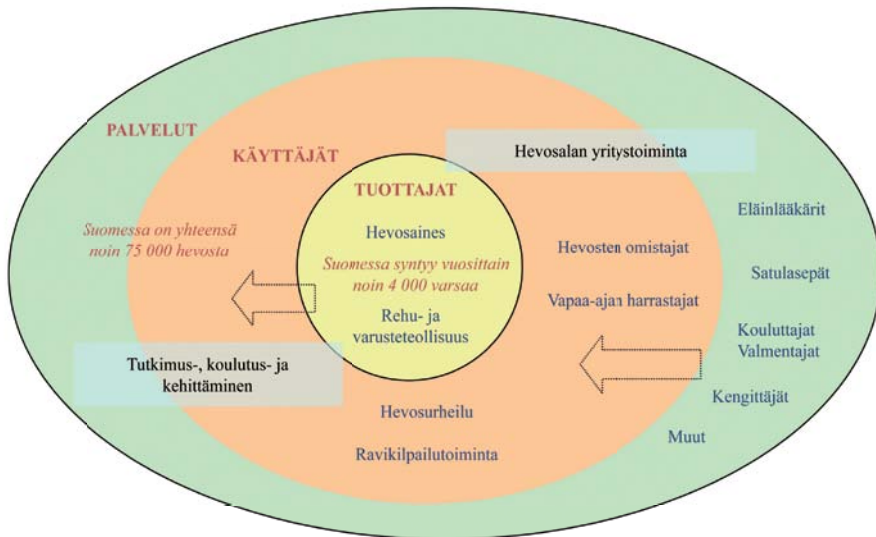 PALVELUT
KÄYTTÄJÄT
Hevosalan yritystoiminta
TUOTTAJAT
Suomessa on yhteensä
noin 75 000 hevosta
Hevosaines
Suomessa syntyy vuosittain
noin 4 000 varsaa
Rehu- ja
varusteteollisuus
Hevosten omistajat
Vapaa-ajan harrastajat
Eläinlääkärit
Satulasepät
Kouluttajat
Valmentajat
Kengittäjät
Muut
Tutkimus-, koulutus- ja
kehittäminen
Hevosurheilu
Ravikilpailutoiminta